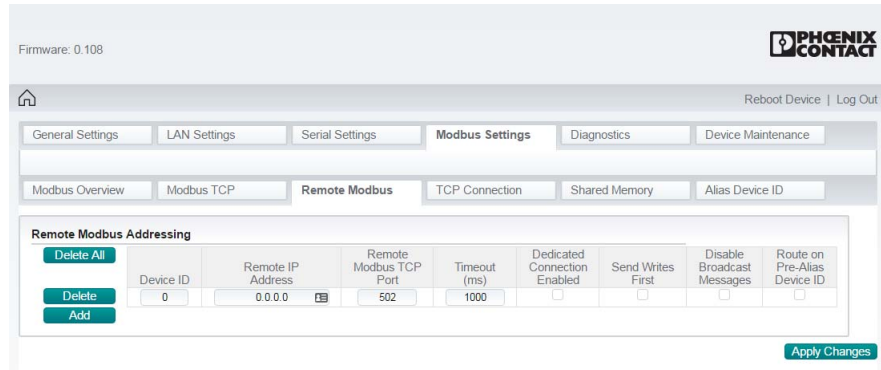 PHŒNIX
CONTACT
Firmware: 0.108
Reboot Device | Log Out
General Settings LAN Settings Serial Settings Modbus Settings Diagnostics Device Maintenance
Modbus Overview Modbus TCP Remote Modbus TCP Connection Shared Memory Alias Device ID
Remote Modbus Addressing
Delete All
Device ID Remote IP Address Remote Modbus TCP Port Timeout (ms) Dedicated Connection Enabled Send Writes First Disable Broadcast Messages Route on Pre-Alias Device ID
Delete 0 0.0.0.0 502 1000
Add
Apply Changes